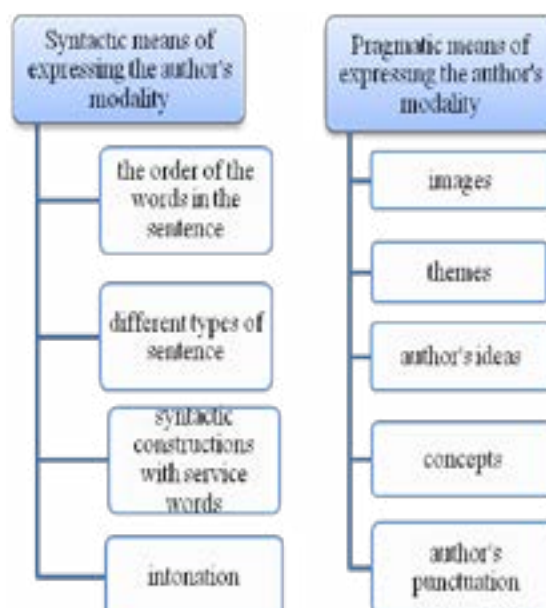 Syntactic means of
expressing the author's
modality
the order of the
words in the
sentence
different types of
sentence
syntactic
constructions
with service
words
intonation
Pragmatic means of
expressing the author's
modality
images
themes
author's ideas
concepts
author's
punctuation